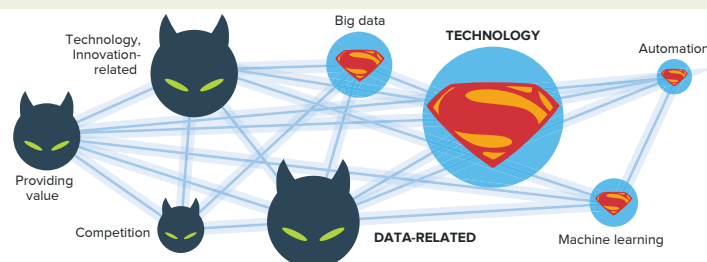 Big data
Technology,
Innovation-
related
TECHNOLOGY
Automation
Providing
value
Competition
DATA-RELATED
Machine learning